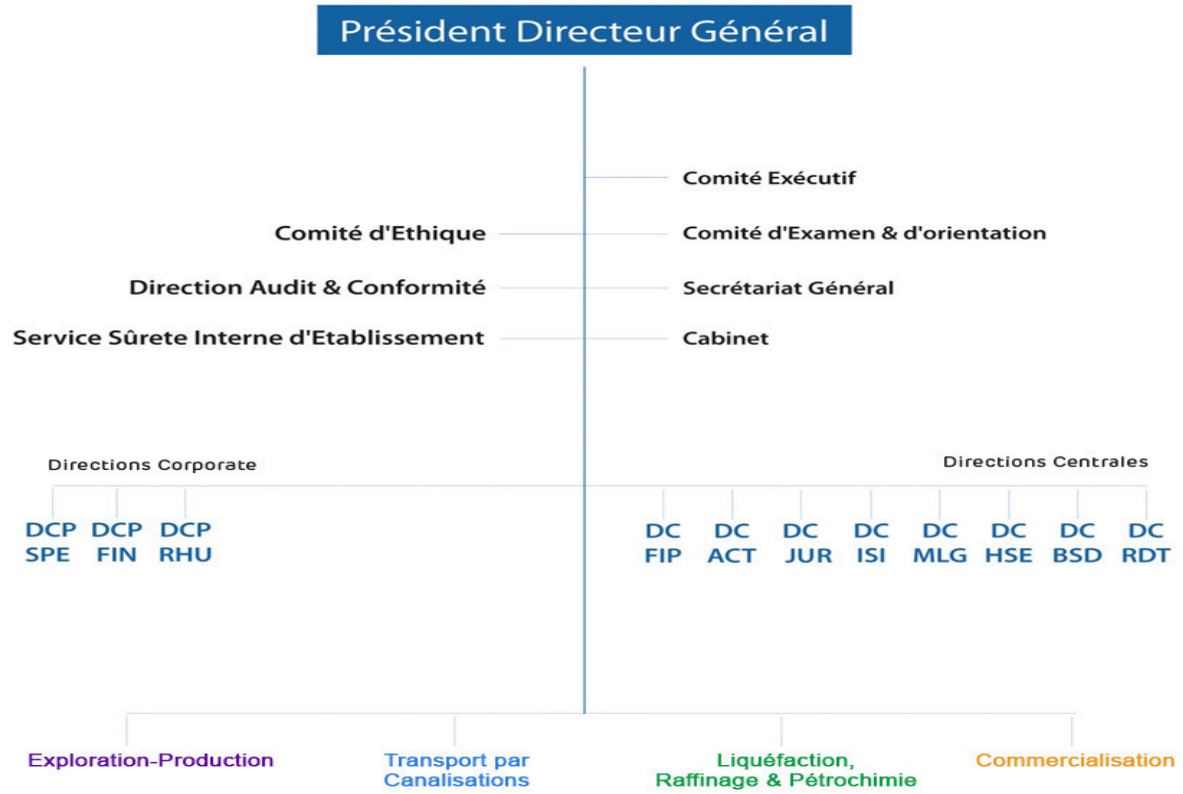 Président Directeur Général
Comité Exécutif
Comité d'Ethique
Comité d'Examen & d'orientation
Direction Audit & Conformité
Secrétariat Général
Service Sûrete Interne d'Etablissement
Cabinet
Directions Corporate
Directions Centrales
DCP SPE
DCP FIN
DCP RHU
DC FIP
DC ACT
DC JUR
DC ISI
DC MLG
DC HSE
DC BSD
DC RDT
Exploration-Production
Transport par
Canalisations
Liquéfaction,
Raffinage & Pétrochimie
Commercialisation